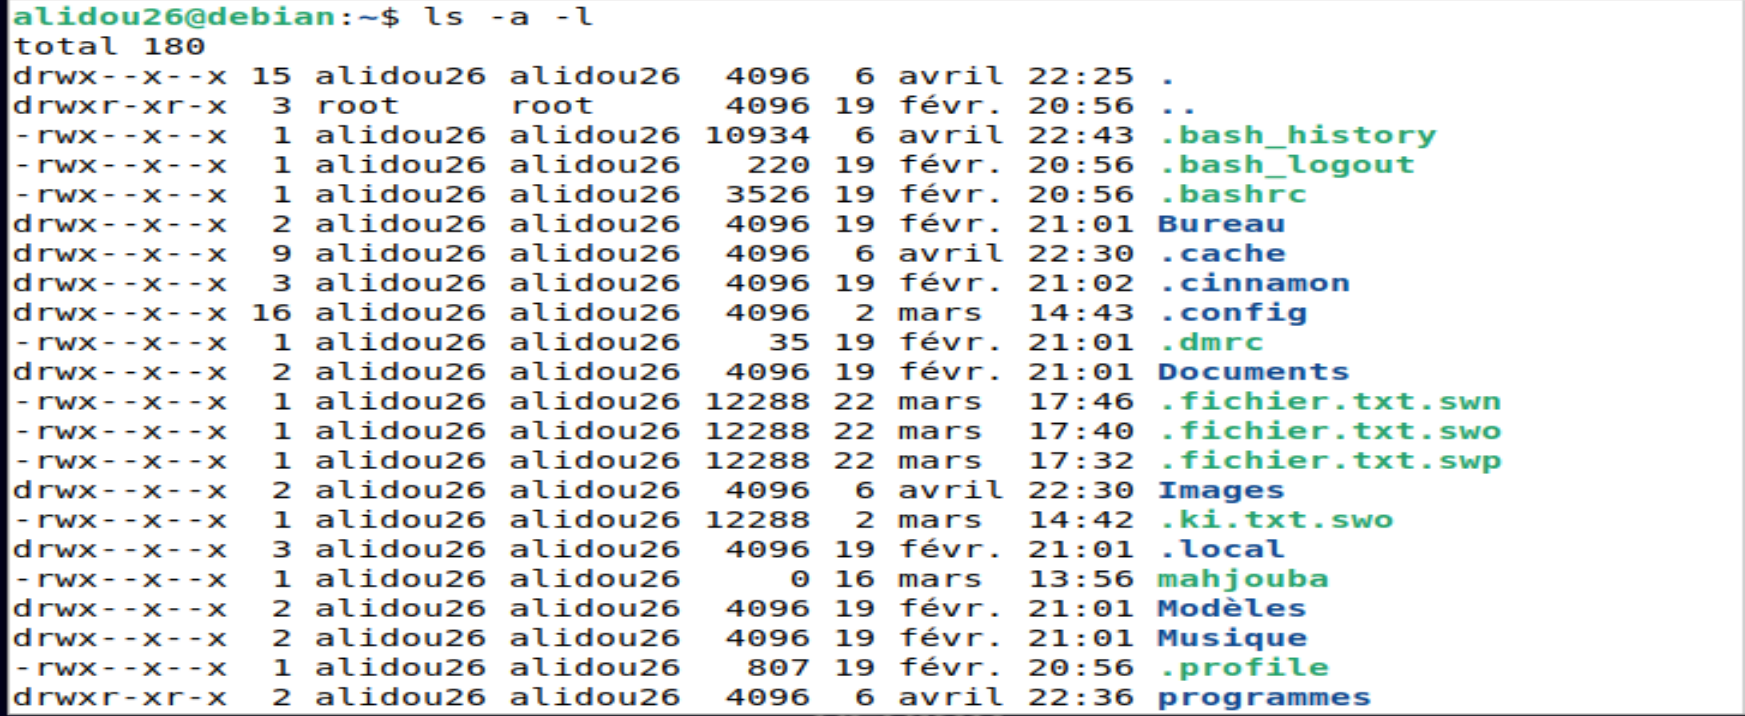 alidou26@debian:~$ ls -a -l
total 180
drwx--x--x 15 alidou26 alidou26  4096  6 avril 22:25 .
drwxr-xr-x  3 root     root      4096 19 févr. 20:56 ..
-rwx--x--x  1 alidou26 alidou26 10934  6 avril 22:43 .bash_history
-rwx--x--x  1 alidou26 alidou26   220 19 févr. 20:56 .bash_logout
-rwx--x--x  1 alidou26 alidou26  3526 19 févr. 20:56 .bashrc
drwx--x--x  2 alidou26 alidou26  4096 19 févr. 21:01 Bureau
drwx--x--x  9 alidou26 alidou26  4096  6 avril 22:30 .cache
drwx--x--x  3 alidou26 alidou26  4096 19 févr. 21:02 .cinnamon
drwx--x--x 16 alidou26 alidou26  4096  2 mars  14:43 .config
-rwx--x--x  1 alidou26 alidou26    35 19 févr. 21:01 .dmrc
drwx--x--x  2 alidou26 alidou26  4096 19 févr. 21:01 Documents
-rwx--x--x  1 alidou26 alidou26 12288 22 mars  17:46 .fichier.txt.swn
-rwx--x--x  1 alidou26 alidou26 12288 22 mars  17:40 .fichier.txt.swo
-rwx--x--x  1 alidou26 alidou26 12288 22 mars  17:32 .fichier.txt.swp
drwx--x--x  2 alidou26 alidou26  4096  6 avril 22:30 Images
-rwx--x--x  1 alidou26 alidou26 12288  2 mars  14:42 .ki.txt.swo
drwx--x--x  3 alidou26 alidou26  4096 19 févr. 21:01 .local
-rwx--x--x  1 alidou26 alidou26     0 16 mars  13:56 mahjouba
drwx--x--x  2 alidou26 alidou26  4096 19 févr. 21:01 Modèles
drwx--x--x  2 alidou26 alidou26  4096 19 févr. 21:01 Musique
-rwx--x--x  1 alidou26 alidou26   807 19 févr. 20:56 .profile
drwxr-xr-x  2 alidou26 alidou26  4096  6 avril 22:36 programmes